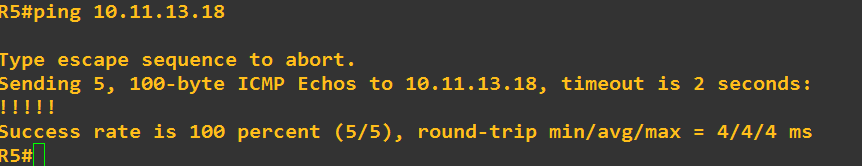 R5#ping 10.11.13.18
Type escape sequence to abort.
Sending 5, 100-byte ICMP Echos to 10.11.13.18, timeout is 2 seconds:
!!!!!
Success rate is 100 percent (5/5), round-trip min/avg/max = 4/4/4 ms
R5#